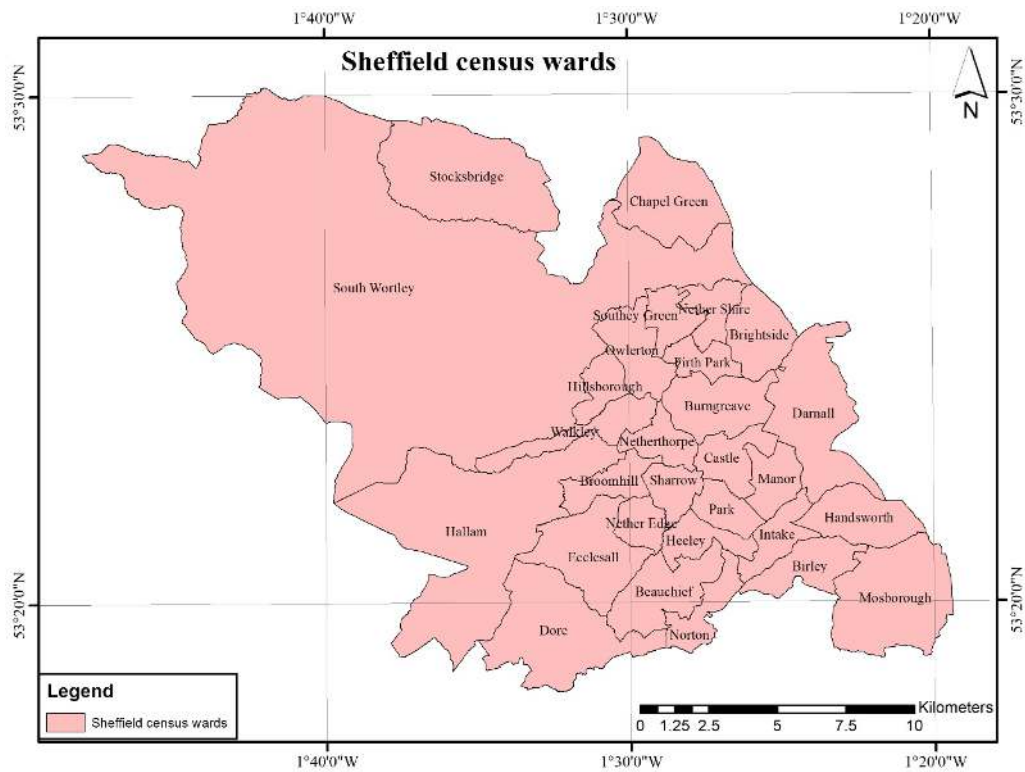 1°40'0"W
1°30'0"W
1°20'0"W
Sheffield census wards
53°30'0"N
53°30'0"N
N
Stocksbridge
Chapel Green
South Wortley
Southey Green
Nether Shire
Brightside
Owlerton
Firth Park
Hillsborough
Burngreave
Darnall
Walkley
Netherthorpe
Castle
Broomhill
Sharrow
Manor
Park
Handsworth
Hallam
Nether Edge
Heeley
Intake
Ecclesall
Birley
Beauchief
Mosborough
53°20'0"N
53°20'0"N
Dore
Norton
Legend
Sheffield census wards
Kilometers
0 1.25 2.5 5 7.5 10
1°40'0"W
1°30'0"W
1°20'0"W